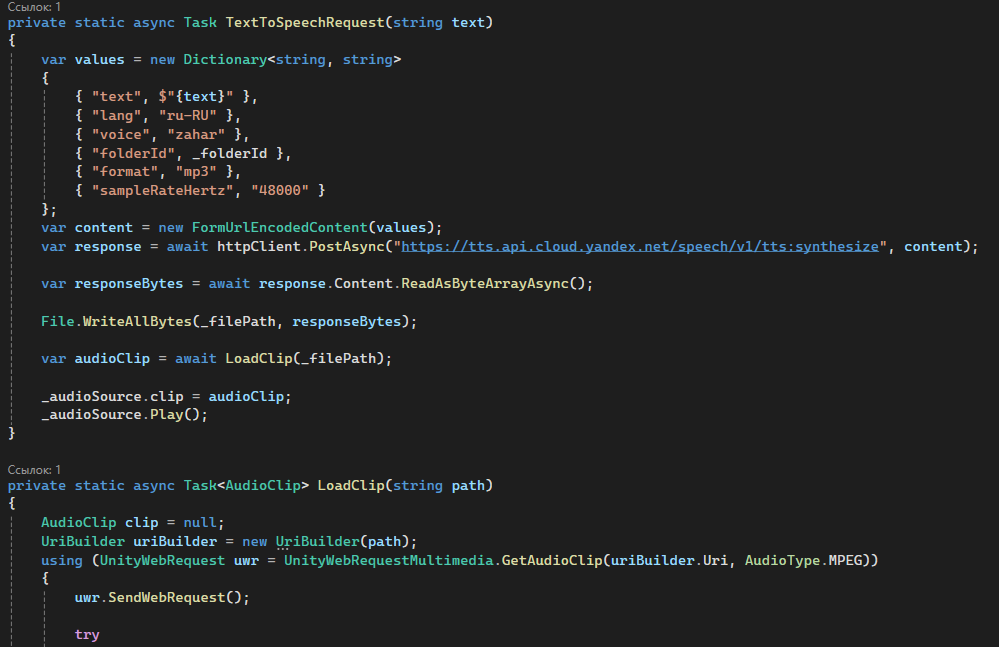 Ссылок: 1
private static async Task TextToSpeechRequest(string text)
{
    var values = new Dictionary<string, string>
    {
        { "text", $"{text}" },
        { "lang", "ru-RU" },
        { "voice", "zahar" },
        { "folderId", _folderId },
        { "format", "mp3" },
        { "sampleRateHertz", "48000" }
    };
    var content = new FormUrlEncodedContent(values);
    var response = await httpClient.PostAsync("https://tts.api.cloud.yandex.net/speech/v1/tts:synthesize", content);
    var responseBytes = await response.Content.ReadAsByteArrayAsync();
    File.WriteAllBytes(_filePath, responseBytes);
    var audioClip = await LoadClip(_filePath);
    _audioSource.clip = audioClip;
    _audioSource.Play();
}
Ссылок: 1
private static async Task<AudioClip> LoadClip(string path)
{
    AudioClip clip = null;
    UriBuilder uriBuilder = new UriBuilder(path);
    using (UnityWebRequest uwr = UnityWebRequestMultimedia.GetAudioClip(uriBuilder.Uri, AudioType.MPEG))
    {
        uwr.SendWebRequest();
        try